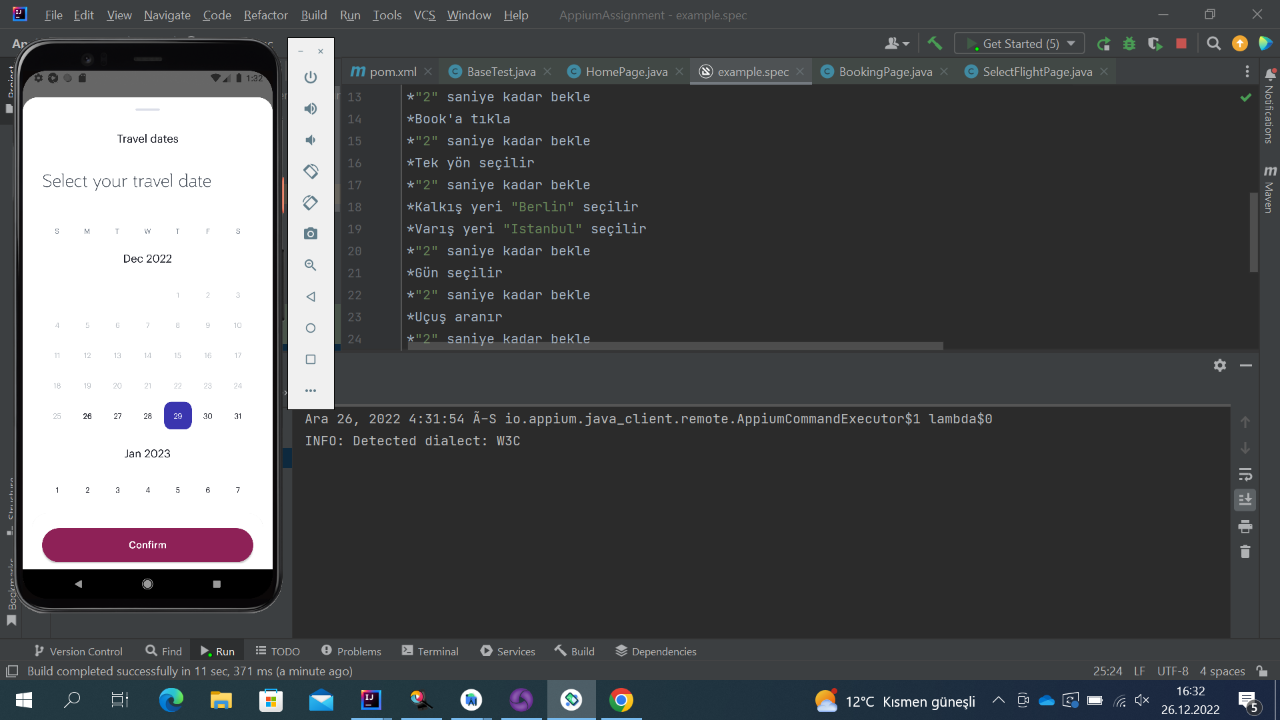 File Edit View Navigate Code Refactor Build Run Tools VCS Window Help AppiumAssignment - example.spec
Get Started (5)
pom.xml BaseTest.java HomePage.java example.spec BookingPage.java SelectFlightPage.java
Project
1:32
Travel dates
Select your travel date
S M T W T F S
Dec 2022
1 2 3
4 5 6 7 8 9 10
11 12 13 14 15 16 17
18 19 20 21 22 23 24
25 26 27 28 29 30 31
Jan 2023
1 2 3 4 5 6 7
Confirm
13 *"2" saniye kadar bekle
14 *Book'a tıkla
15 *"2" saniye kadar bekle
16 *Tek yön seçilir
17 *"2" saniye kadar bekle
18 *Kalkış yeri "Berlin" seçilir
19 *Varış yeri "Istanbul" seçilir
20 *"2" saniye kadar bekle
21 *Gün seçilir
22 *"2" saniye kadar bekle
23 *Uçuş aranır
24 *"2" saniye kadar bekle
Notifications
Maven
Ara 26, 2022 4:31:54 Ã-S io.appium.java_client.remote.AppiumCommandExecutor$1 lambda$0
INFO: Detected dialect: W3C
Structure
Bookmarks
Version Control Find Run TODO Problems Terminal Services Build Dependencies
Build completed successfully in 11 sec, 371 ms (a minute ago) 25:24 LF UTF-8 4 spaces
12°C Kısmen güneşli 16:32
26.12.2022
5